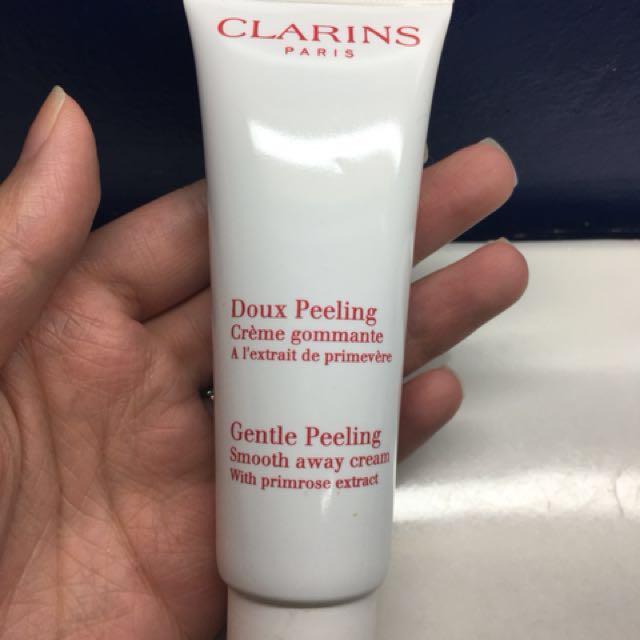 CLARINS
PARIS
Doux Peeling
Crème gommante
A l'extrait de primevère
Gentle Peeling
Smooth away cream
With primrose extract